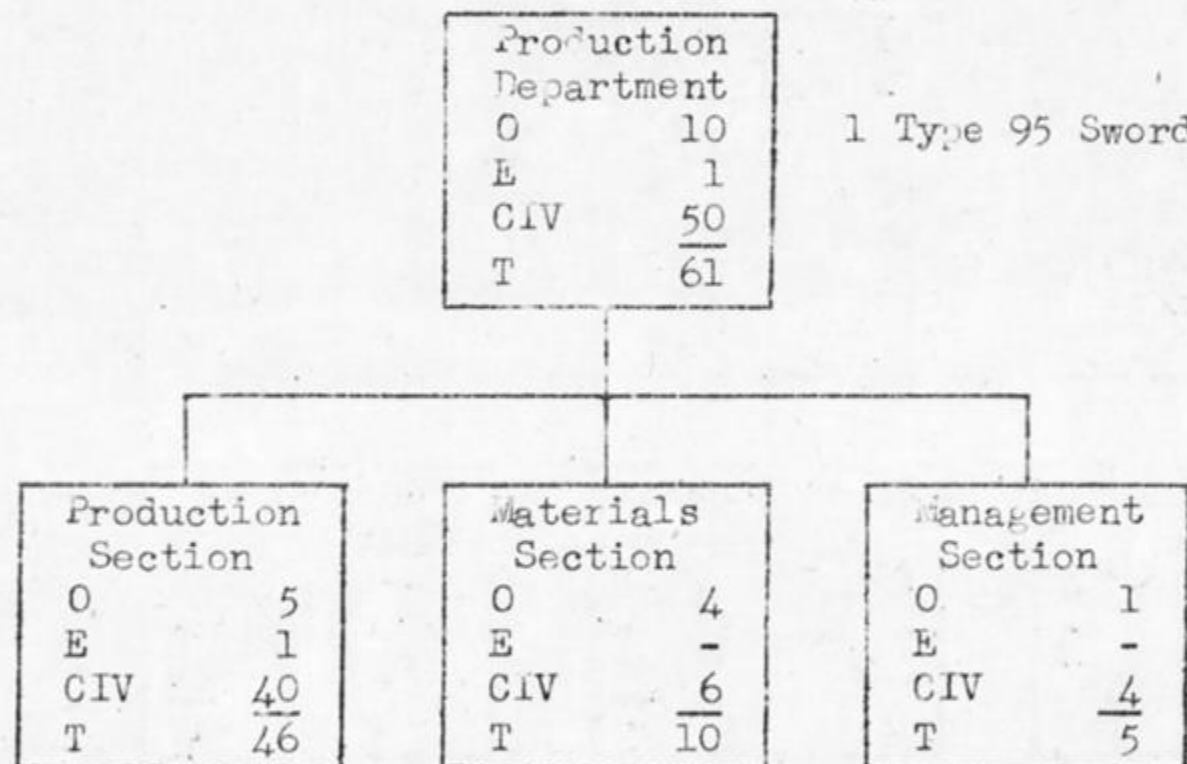 Production
Department
O 10
E 1
CIV 50
T 61
1 Type 95 Sword
Production
Section
O 5
E 1
CIV 40
T 46
Materials
Section
O 4
E -
CIV 6
T 10
Management
Section
O 1
E -
CIV 4
T 5